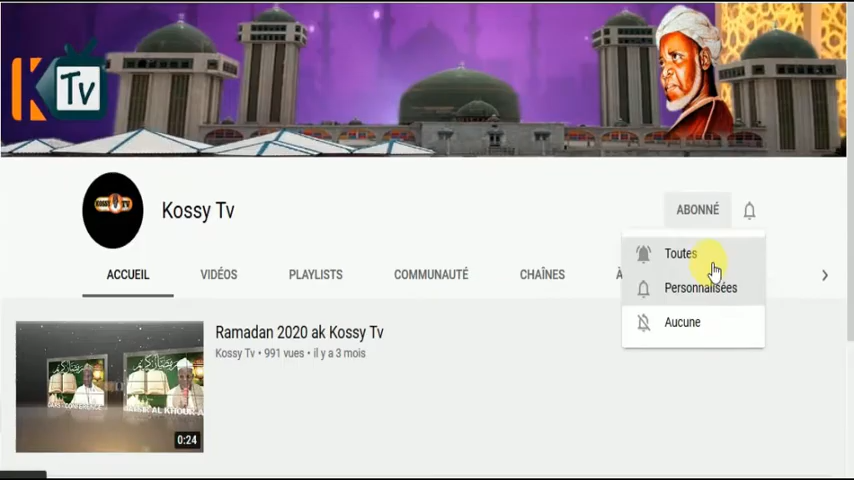 K Tv
Kossy Tv
ABONNÉ
Toutes
Personnalisées
Aucune
ACCUEIL
VIDÉOS
PLAYLISTS
COMMUNAUTÉ
CHAÎNES
À
Ramadan 2020 ak Kossy Tv
Kossy Tv • 991 vues • il y a 3 mois
0:24